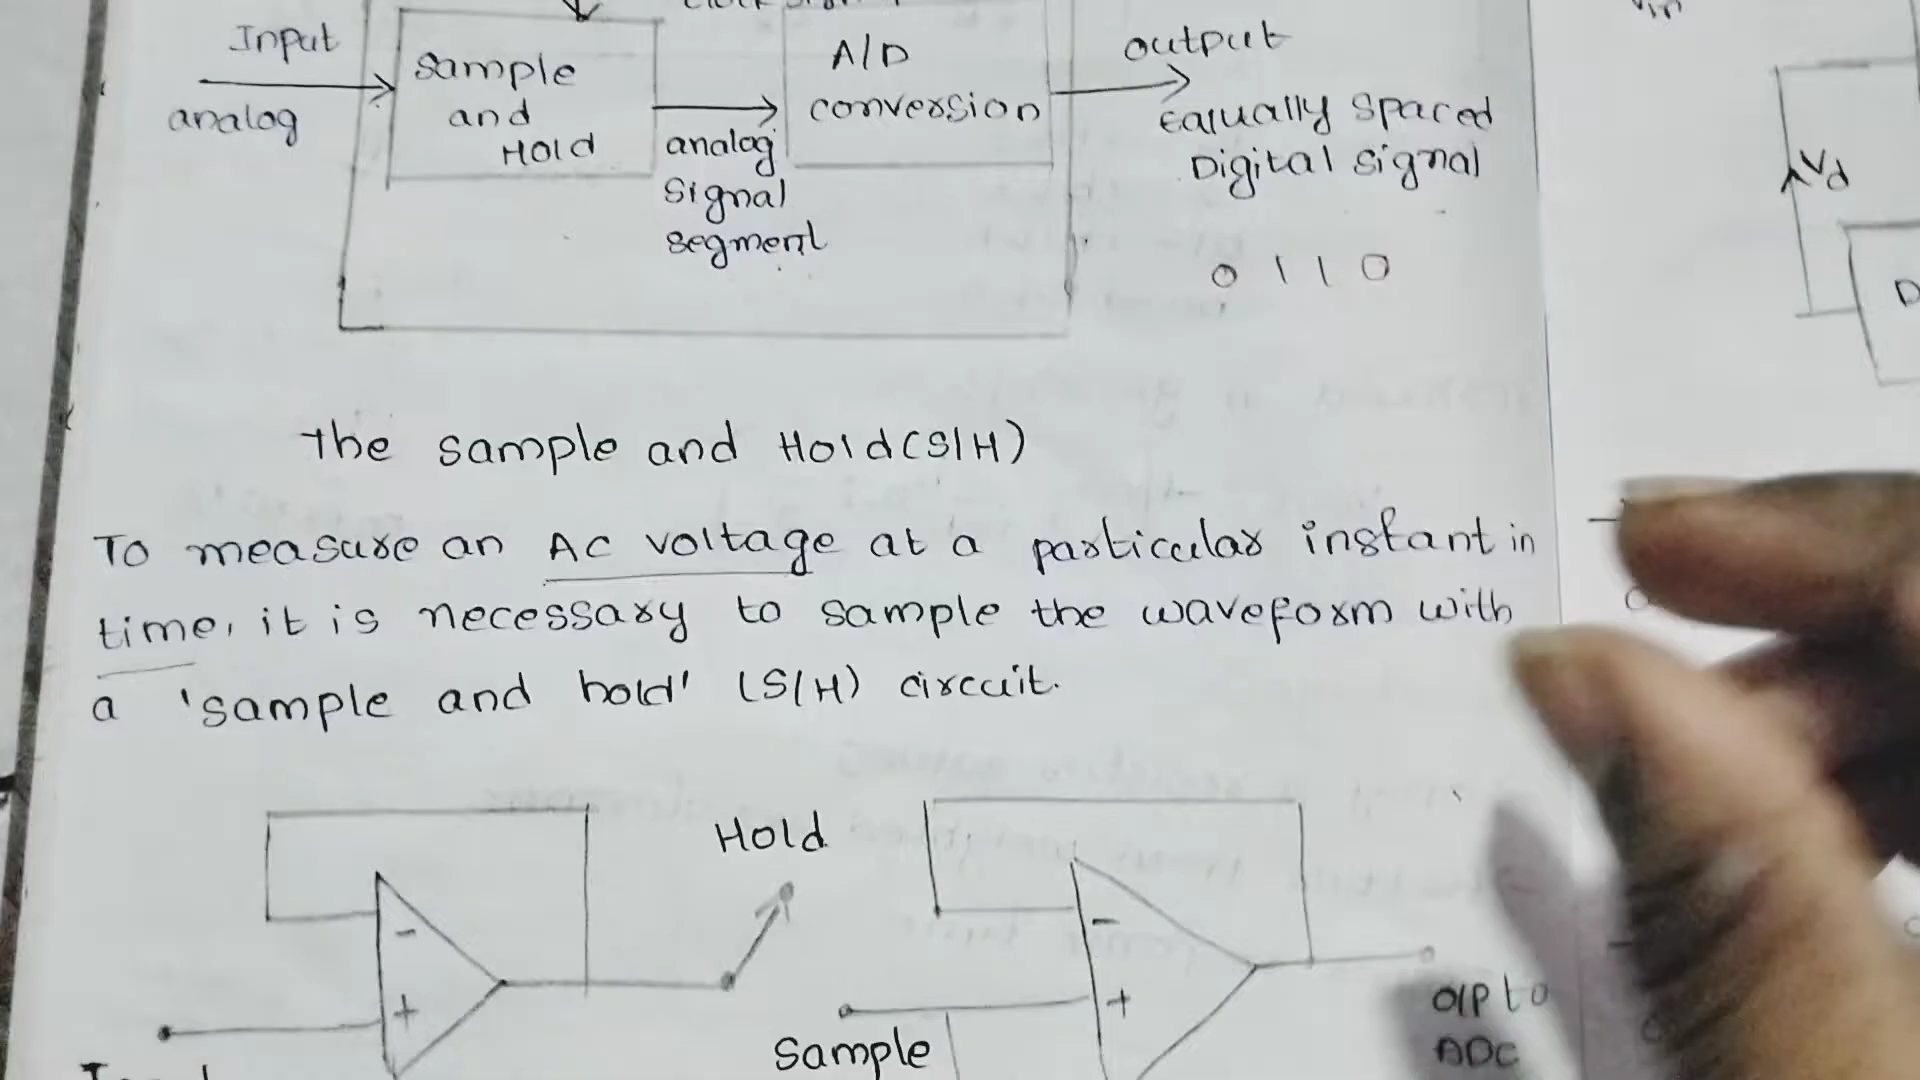 Input
analog
sample
and
Hold
analog
signal
segment
A/D
conversion
output
Equally spaced
Digital signal
0 1 1 0
The sample and Hold(S/H)
To measure an AC voltage at a particular instant in
time, it is necessary to sample the waveform with
a 'sample and hold' (S/H) circuit.
Hold
-
+
Sample
-
+
O/P to
ADC
Vin
Vd
D